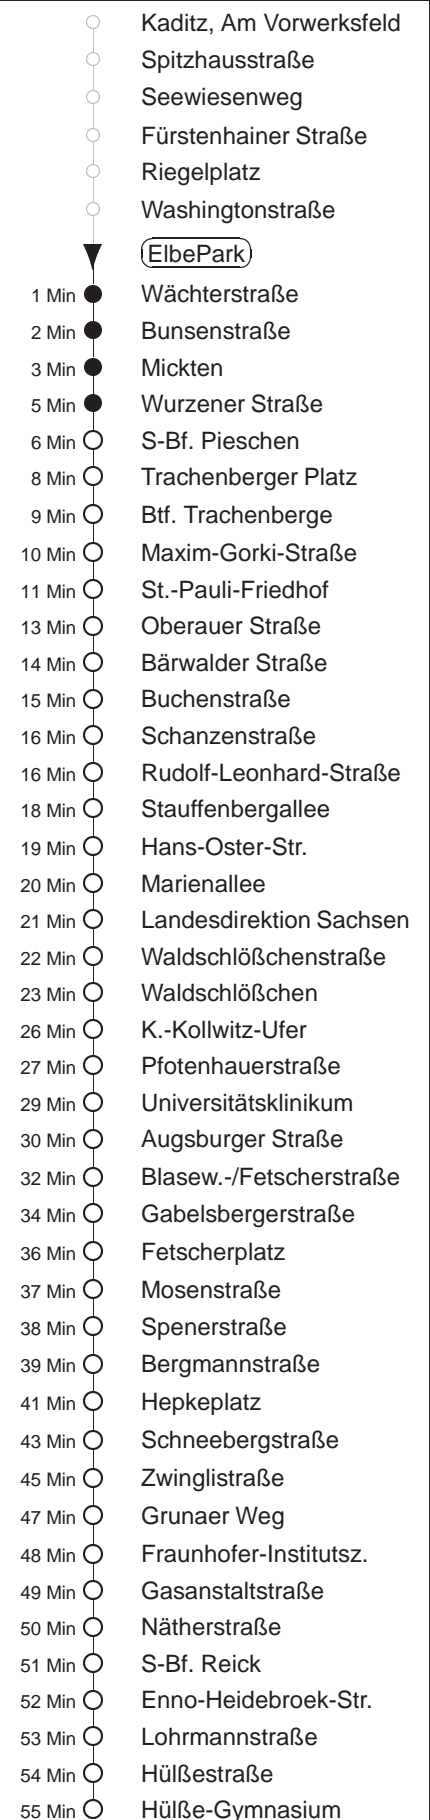 Kaditz, Am Vorwerksfeld
Spitzhausstraße
Seewiesenweg
Fürstenhainer Straße
Riegelplatz
Washingtonstraße
ElbePark
1 Min Wächterstraße
2 Min Bunsenstraße
3 Min Mickten
5 Min Wurzener Straße
6 Min S-Bf. Pieschen
8 Min Trachenberger Platz
9 Min Btf. Trachenberge
10 Min Maxim-Gorki-Straße
11 Min St.-Pauli-Friedhof
13 Min Oberauer Straße
14 Min Bärwalder Straße
15 Min Buchenstraße
16 Min Schanzenstraße
16 Min Rudolf-Leonhard-Straße
18 Min Stauffenbergallee
19 Min Hans-Oster-Str.
20 Min Marienallee
21 Min Landesdirektion Sachsen
22 Min Waldschlößchenstraße
23 Min Waldschlößchen
26 Min K.-Kollwitz-Ufer
27 Min Pfotenhauerstraße
29 Min Universitätsklinikum
30 Min Augsburger Straße
32 Min Blasew.-/Fetscherstraße
34 Min Gabelsbergerstraße
36 Min Fetscherplatz
37 Min Mosenstraße
38 Min Spenerstraße
39 Min Bergmannstraße
41 Min Hepkeplatz
43 Min Schneebergstraße
45 Min Zwinglistraße
47 Min Grunaer Weg
48 Min Fraunhofer-Institutsz.
49 Min Gasanstaltstraße
50 Min Nätherstraße
51 Min S-Bf. Reick
52 Min Enno-Heidebroek-Str.
53 Min Lohrmannstraße
54 Min Hülßestraße
55 Min Hülße-Gymnasium